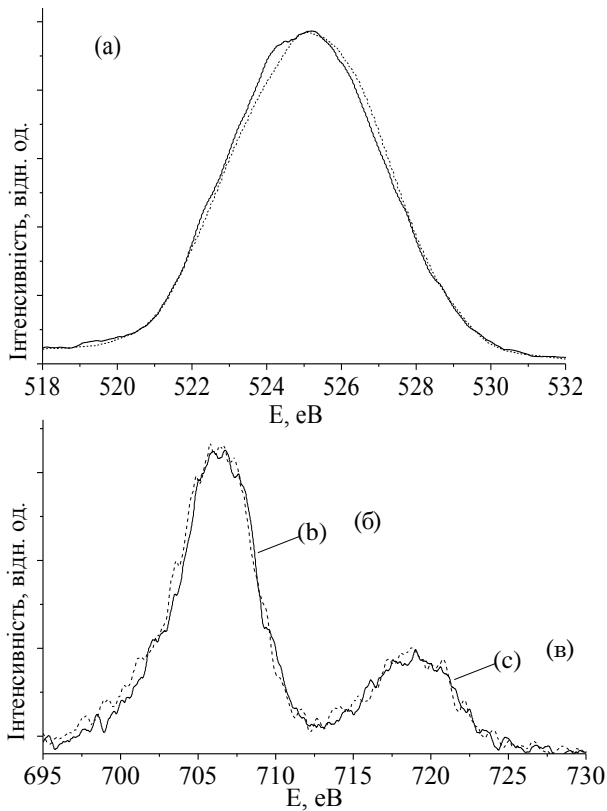 (а)
Інтенсивність, відн. од.
518 520 522 524 526 528 530 532
E, еВ
Інтенсивність, відн. од.
(b) (б)
(c) (в)
695 700 705 710 715 720 725 730
E, еВ